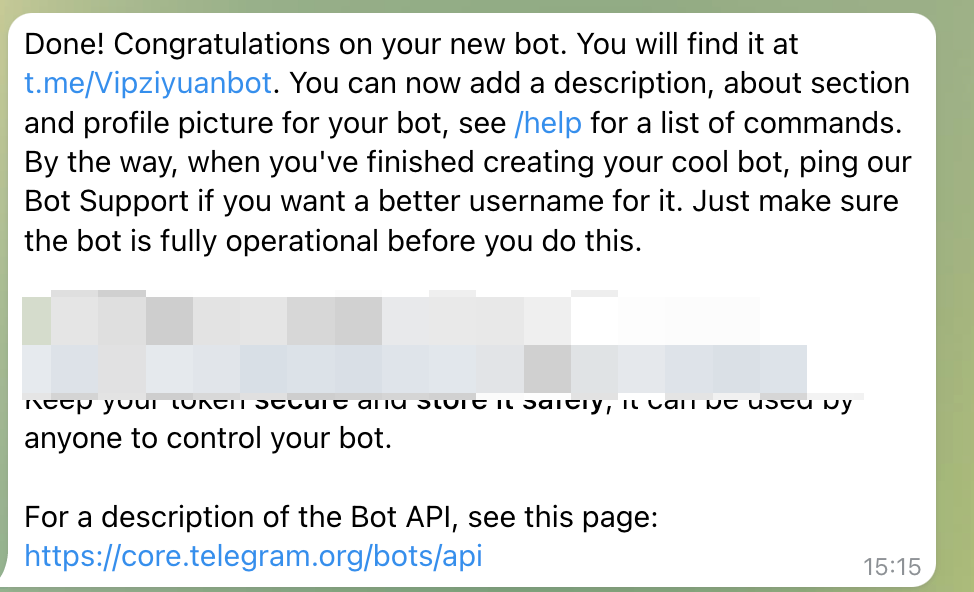 Done! Congratulations on your new bot. You will find it at
t.me/Vipziyuanbot. You can now add a description, about section
and profile picture for your bot, see /help for a list of commands.
By the way, when you've finished creating your cool bot, ping our
Bot Support if you want a better username for it. Just make sure
the bot is fully operational before you do this.
Keep your token secure and store it safely, it can be used by
anyone to control your bot.
For a description of the Bot API, see this page:
https://core.telegram.org/bots/api
15:15